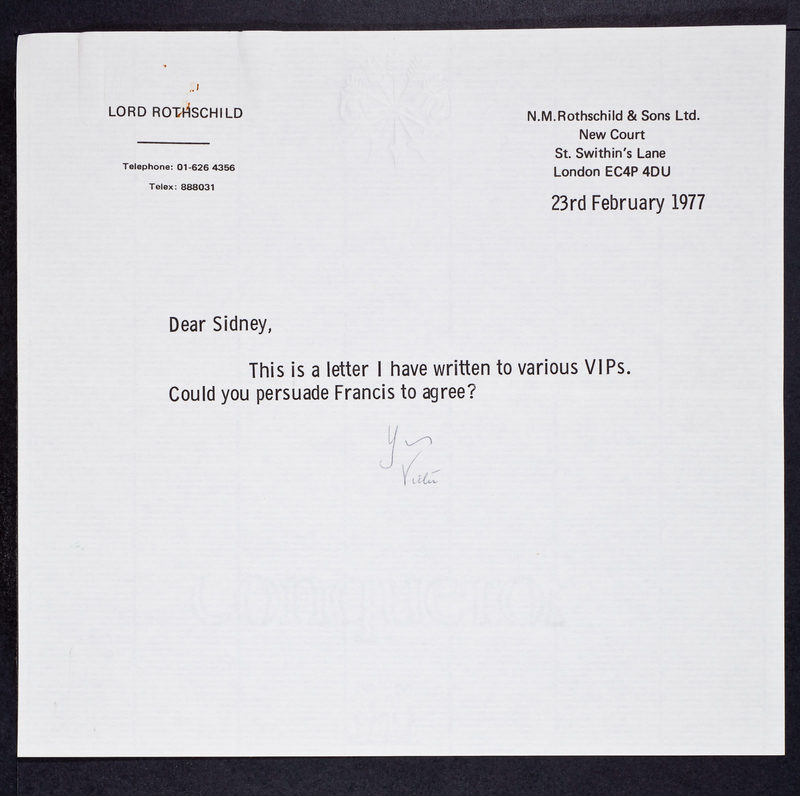 LORD ROTHSCHILD
Telephone: 01-626 4356
Telex: 888031
N.M.Rothschild & Sons Ltd.
New Court
St. Swithin's Lane
London EC4P 4DU
23rd February 1977
Dear Sidney,
This is a letter I have written to various VIPs.
Could you persuade Francis to agree?
Victor